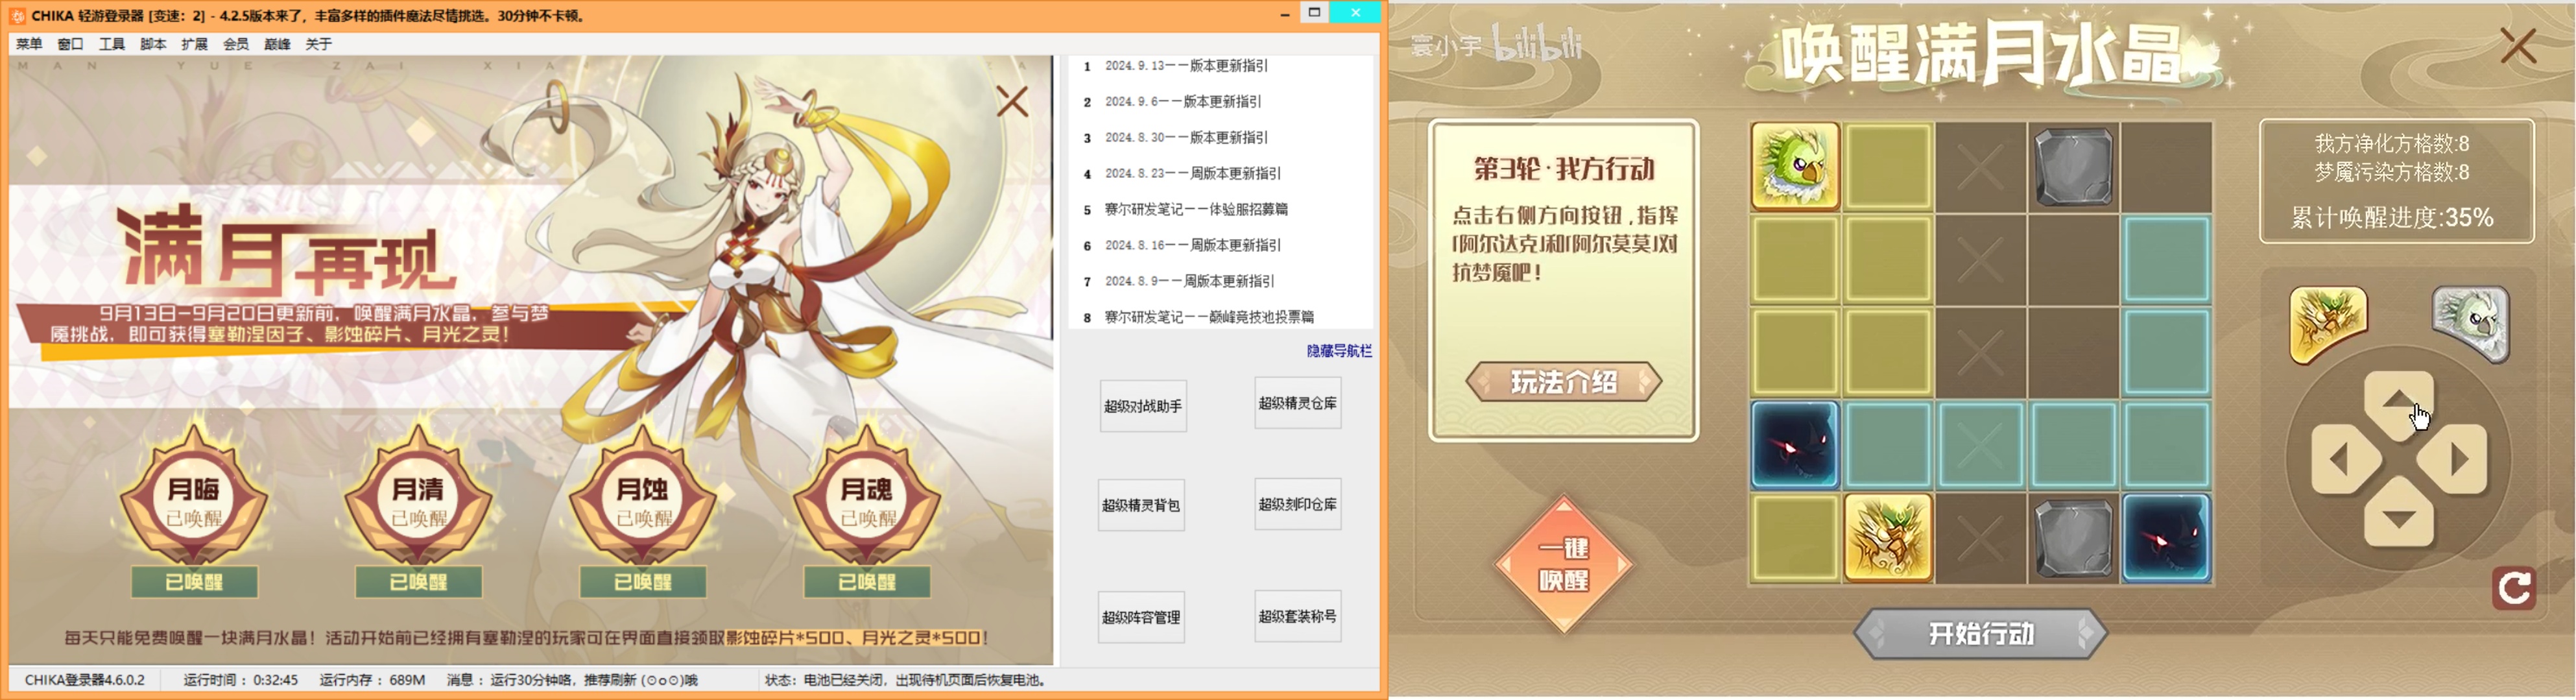 CHIKA 轻游登录器 [变速：2] - 4.2.5版本来了，丰富多样的插件魔法尽情挑选。30分钟不卡顿。
菜单 窗口 工具 脚本 扩展 会员 巅峰 关于
MAN YUE ZAI XIAN
满月再现
9月13日-9月20日更新前，唤醒满月水晶，参与梦
魇挑战，即可获得塞勒涅因子、影蚀碎片、月光之灵！
月晦 月清 月蚀 月魂
已唤醒 已唤醒 已唤醒 已唤醒
已唤醒 已唤醒 已唤醒 已唤醒
每天只能免费唤醒一块满月水晶！活动开始前已经拥有塞勒涅的玩家可在界面直接领取影蚀碎片*500、月光之灵*500！
1 2024.9.13——版本更新指引
2 2024.9.6——版本更新指引
3 2024.8.30——版本更新指引
4 2024.8.23——周版本更新指引
5 赛尔研发笔记——体验服招募篇
6 2024.8.16——周版本更新指引
7 2024.8.9——周版本更新指引
8 赛尔研发笔记——巅峰竞技池投票篇
隐藏导航栏
超级对战助手 超级精灵仓库
超级精灵背包 超级刻印仓库
超级阵容管理 超级套装称号
CHIKA登录器4.6.0.2 运行时间：0:32:45 运行内存：689M 消息：运行30分钟咯，推荐刷新 (⊙o⊙)哦 状态：电池已经关闭，出现待机页面后恢复电池。
寰小宇 bilibili
唤醒满月水晶
第3轮·我方行动
点击右侧方向按钮，指挥
「阿尔达克」和「阿尔莫莫」对
抗梦魇吧！
玩法介绍
一键
唤醒
我方净化方格数:8
梦魇污染方格数:8
累计唤醒进度:35%
开始行动